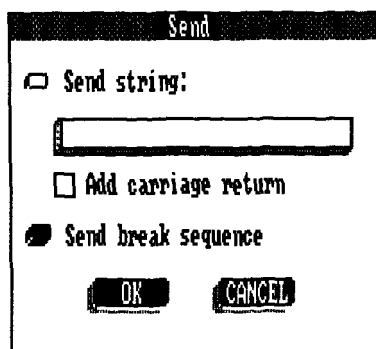 Send
Send string:
Add carriage return
Send break sequence
OK CANCEL